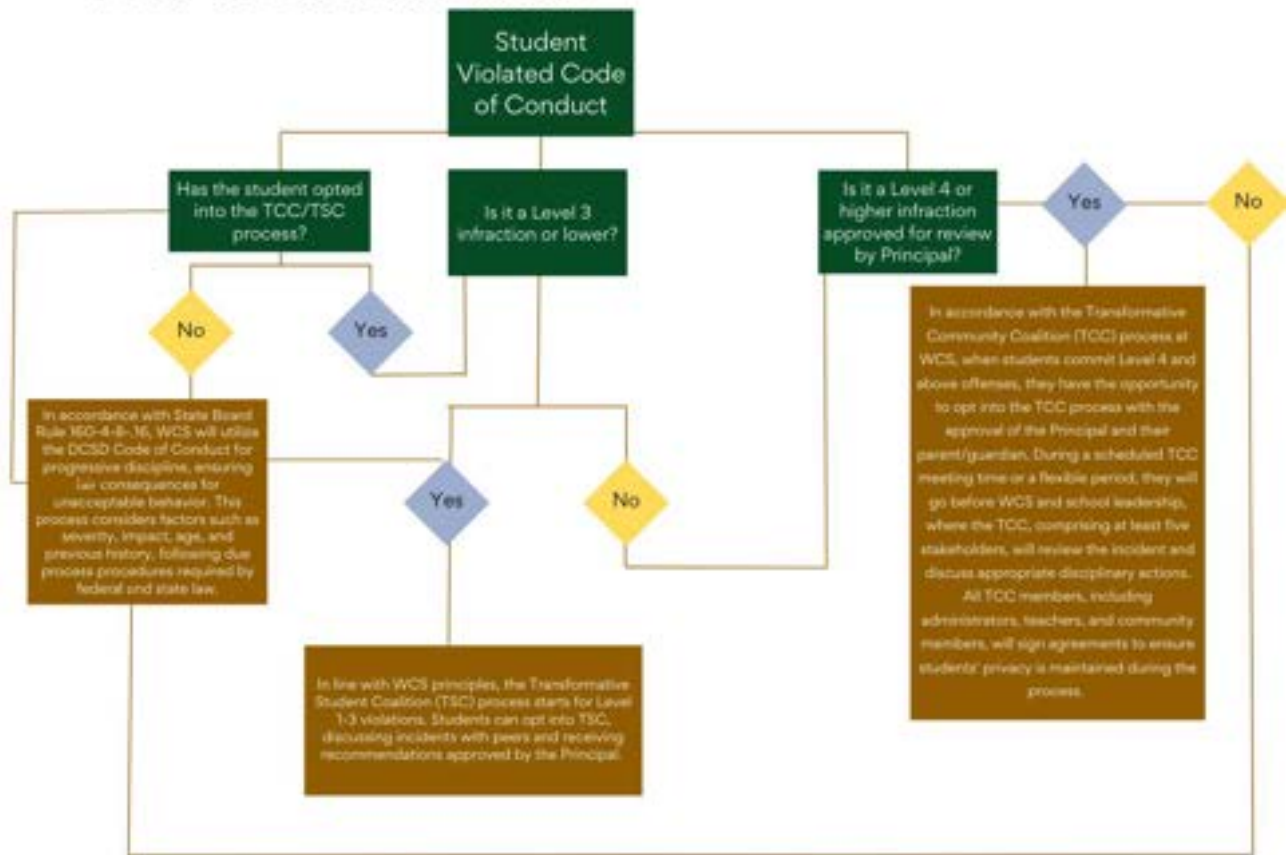 Student
Violated Code
of Conduct
Has the student opted
into the TCC/TSC
process?
Is it a Level 3
infraction or lower?
Is it a Level 4 or
higher infraction
approved for review
by Principal?
Yes
No
No
Yes
In accordance with State Board
Rule 160-4-8-.16, WCS will utilize
the DCSD Code of Conduct for
progressive discipline, ensuring
fair consequences for
unacceptable behavior. This
process considers factors such as
severity, impact, age, and
previous history, following due
process procedures required by
federal and state law.
Yes
No
In accordance with the Transformative
Community Coalition (TCC) process at
WCS, when students commit Level 4 and
above offenses, they have the opportunity
to opt into the TCC process with the
approval of the Principal and their
parent/guardian. During a scheduled TCC
meeting time or a flexible period, they will
go before WCS and school leadership,
where the TCC, comprising at least five
stakeholders, will review the incident and
discuss appropriate disciplinary actions.
All TCC members, including
administrators, teachers, and community
members, will sign agreements to ensure
students' privacy is maintained during the
process.
In line with WCS principles, the Transformative
Student Coalition (TSC) process starts for Level
1-3 violations. Students can opt into TSC,
discussing incidents with peers and receiving
recommendations approved by the Principal.